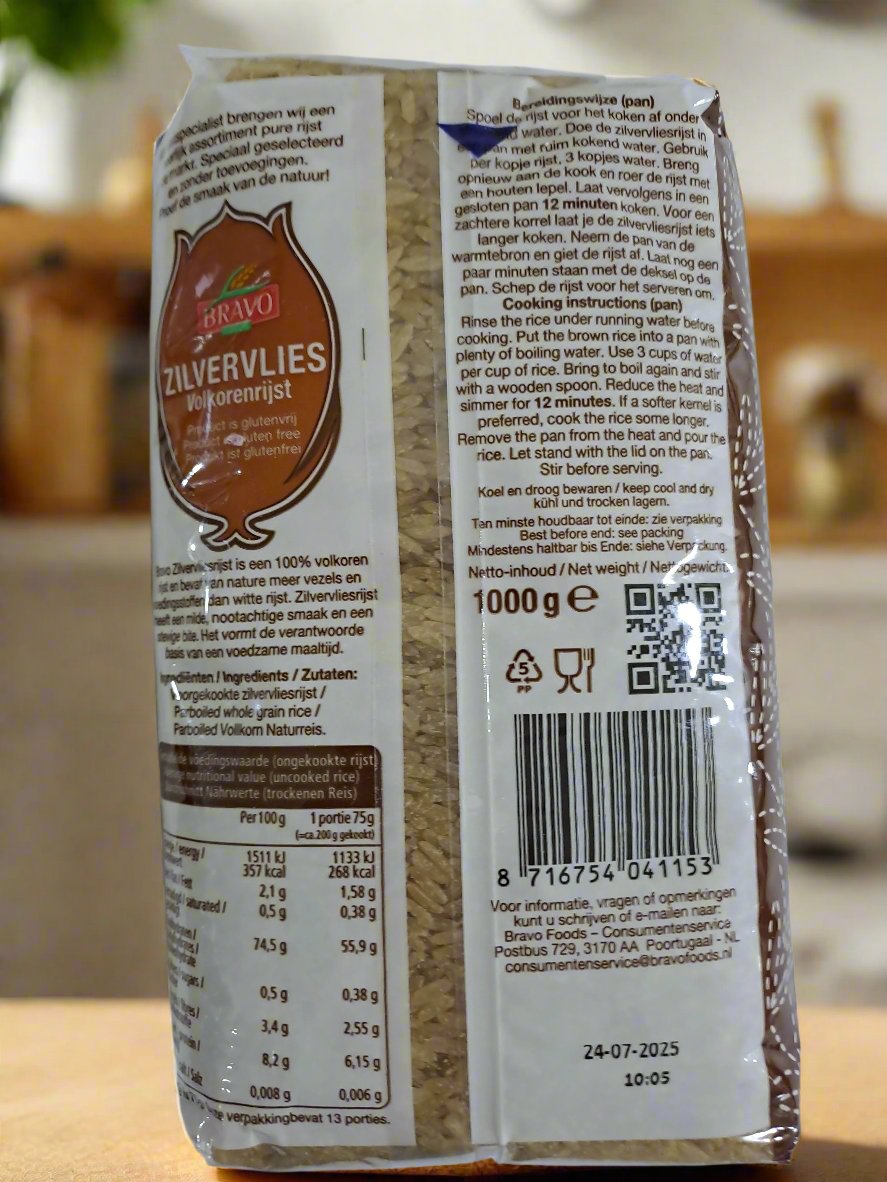 specialist brengen wij een
assortiment pure rijst
markt. Speciaal geselecteerd
en zonder toevoegingen.
Proef de smaak van de natuur!
BRAVO
ZILVERVLIES
Volkorenrijst
Product is glutenvrij
Product is gluten free
Produkt ist glutenfrei
Bravo Zilvervliesrijst is een 100% volkoren
rijst en bevat van nature meer vezels en
voedingsstoffen dan witte rijst. Zilvervliesrijst
heeft een milde, nootachtige smaak en een
stevige bite. Het vormt de verantwoorde
basis van een voedzame maaltijd.
Ingrediënten / Ingredients / Zutaten:
Voorgekookte zilvervliesrijst /
Parboiled whole grain rice /
Parboiled Vollkorn Naturreis.
voedingswaarde (ongekookte rijst)
nutritional value (uncooked rice)
Nährwerte (trockenen Reis)
Per 100 g 1 portie 75g
(=ca. 200 g gekookt)
energy /
1511 kJ 1133 kJ
357 kcal 268 kcal
/ Fett
2,1 g 1,58 g
saturated /
0,5 g 0,38 g
74,5 g 55,9 g
sugars /
0,5 g 0,38 g
3,4 g 2,55 g
8,2 g 6,15 g
/ Salz
0,008 g 0,006 g
verpakkingbevat 13 porties.
Bereidingswijze (pan)
Spoel de rijst voor het koken af onder
water. Doe de zilvervliesrijst in
een pan met ruim kokend water. Gebruik
per kopje rijst, 3 kopjes water. Breng
opnieuw aan de kook en roer de rijst met
een houten lepel. Laat vervolgens in een
gesloten pan 12 minuten koken. Voor een
zachtere korrel laat je de zilvervliesrijst iets
langer koken. Neem de pan van de
warmtebron en giet de rijst af. Laat nog een
paar minuten staan met de deksel op de
pan. Schep de rijst voor het serveren om.
Cooking instructions (pan)
Rinse the rice under running water before
cooking. Put the brown rice into a pan with
plenty of boiling water. Use 3 cups of water
per cup of rice. Bring to boil again and stir
with a wooden spoon. Reduce the heat and
simmer for 12 minutes. If a softer kernel is
preferred, cook the rice some longer.
Remove the pan from the heat and pour the
rice. Let stand with the lid on the pan.
Stir before serving.
Koel en droog bewaren / keep cool and dry
kühl und trocken lagern.
Ten minste houdbaar tot einde: zie verpakking
Best before end: see packing
Mindestens haltbar bis Ende: siehe Verpackung.
Netto-inhoud / Net weight / Nettogewicht:
1000 g e
5
PP
8 716754 041153
Voor informatie, vragen of opmerkingen
kunt u schrijven of e-mailen naar:
Bravo Foods – Consumentenservice
Postbus 729, 3170 AA Poortugaal - NL
consumentenservice@bravofoods.nl
24-07-2025
10:05